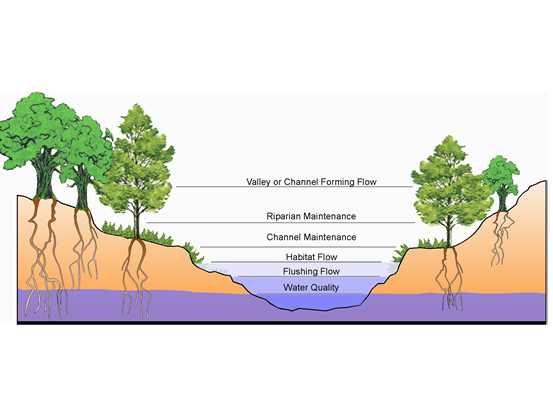 Valley or Channel Forming Flow
Riparian Maintenance
Channel Maintenance
Habitat Flow
Flushing Flow
Water Quality